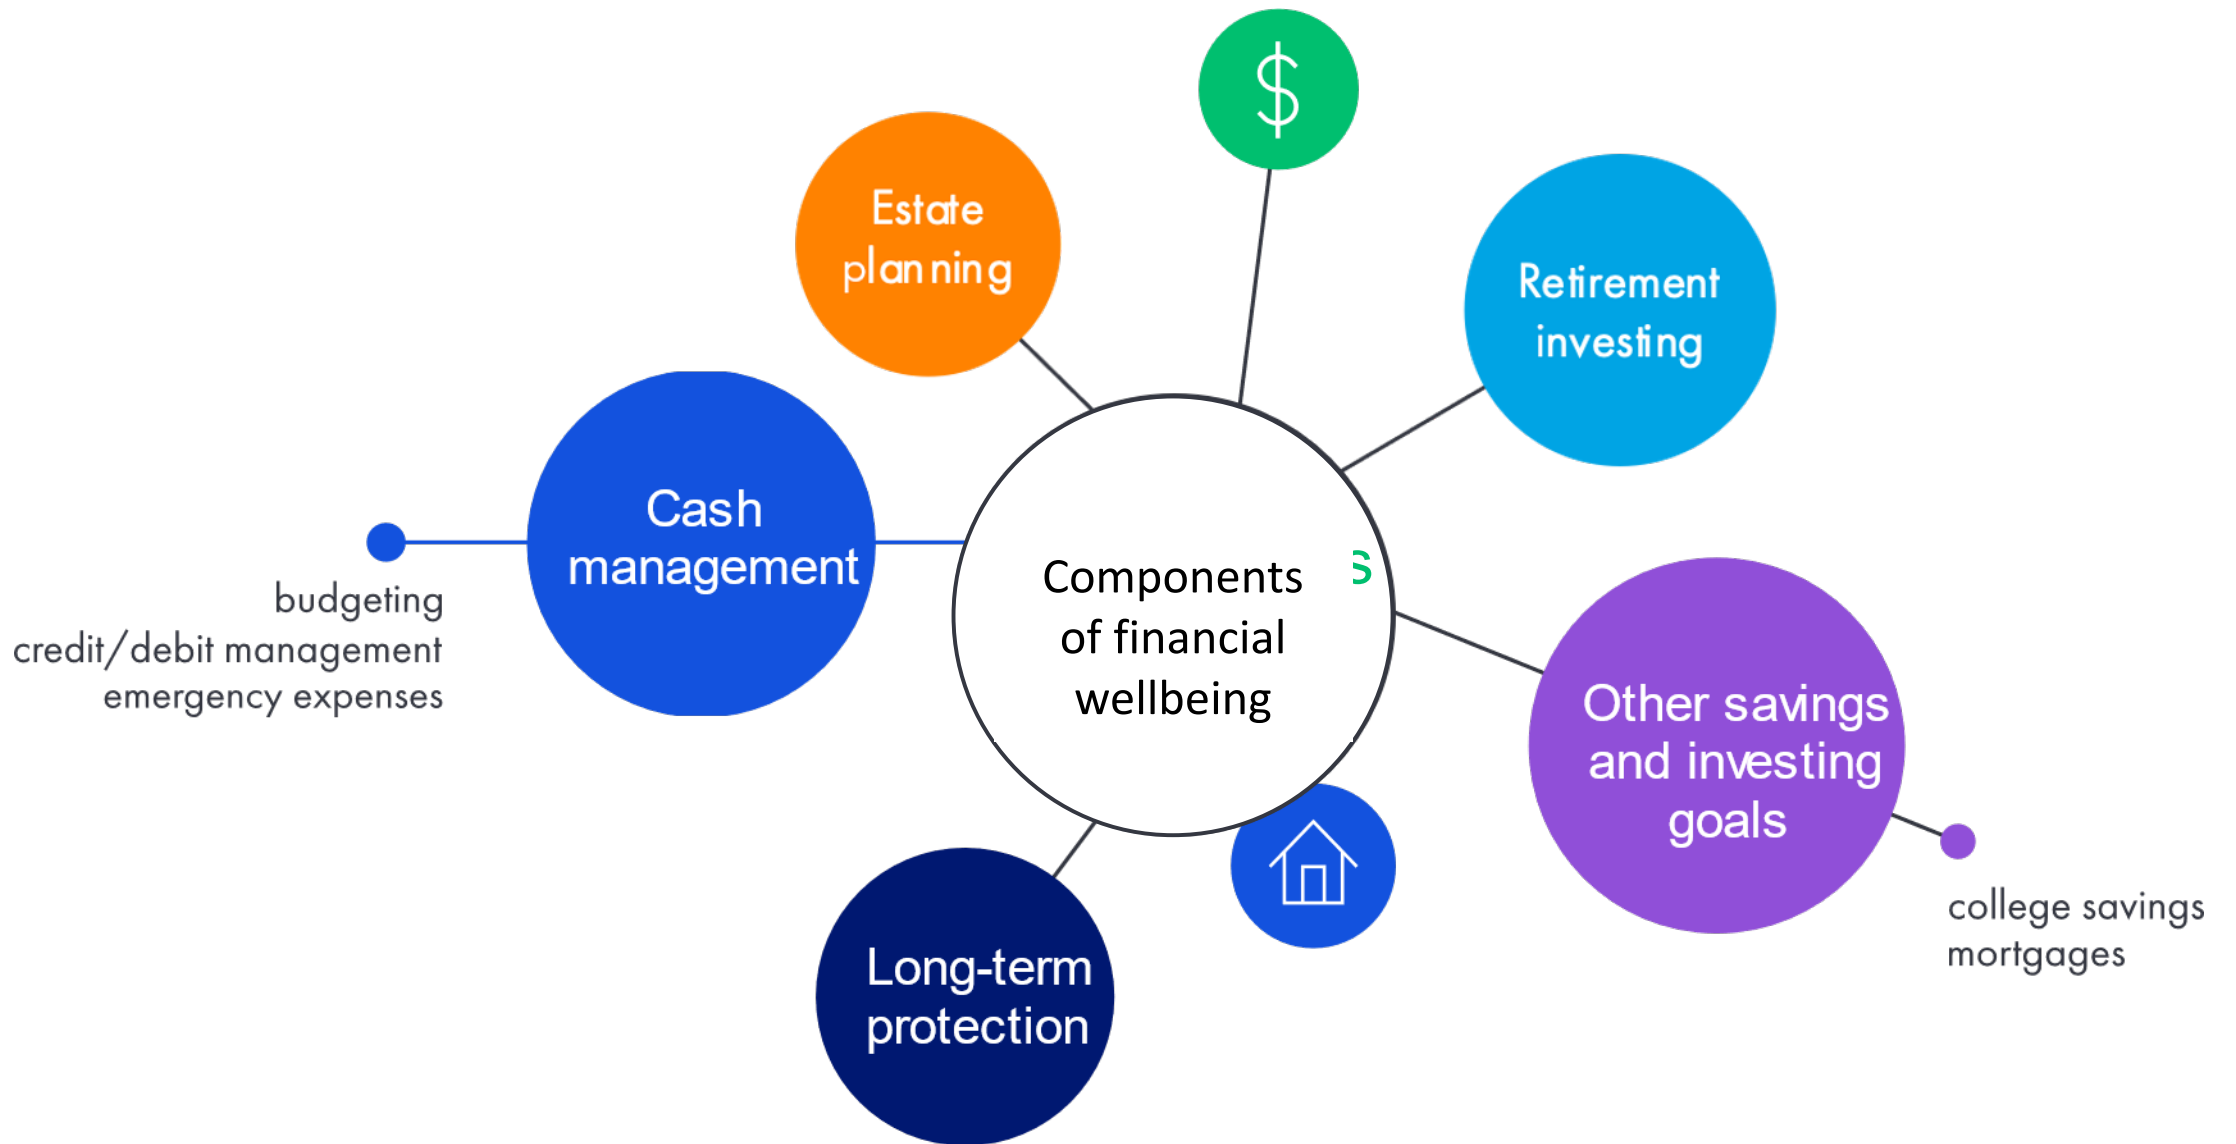 $
Estate
planning
Retirement
investing
Cash
management
budgeting
credit/debit management
emergency expenses
Components
of financial
wellbeing
s
Other savings
and investing
goals
college savings
mortgages
Long-term
protection